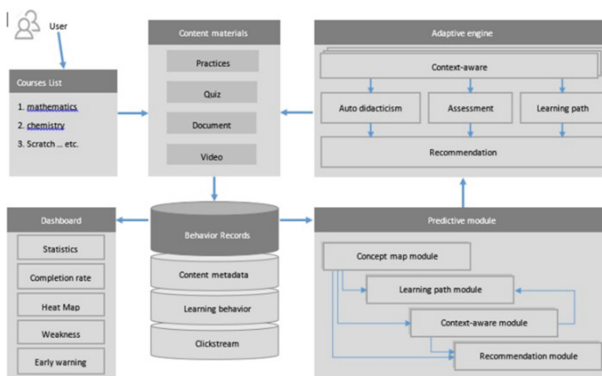 User
Courses List
1. mathematics
2. chemistry
3. Scratch ... etc.
Content materials
Practices
Quiz
Document
Video
Adaptive engine
Context-aware
Auto didacticism
Assessment
Learning path
Recommendation
Dashboard
Statistics
Completion rate
Heat Map
Weakness
Early warning
Behavior Records
Content metadata
Learning behavior
Clickstream
Predictive module
Concept map module
Learning path module
Context-aware module
Recommendation module